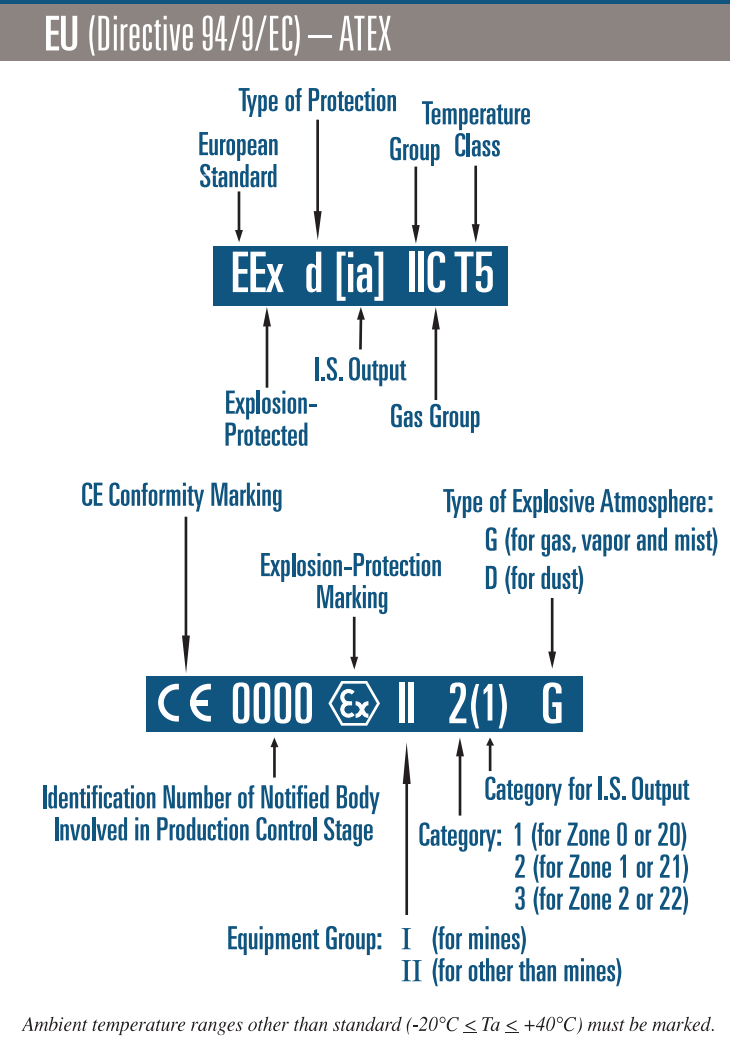 EU (Directive 94/9/EC) — ATEX
Type of Protection
Temperature
Class
European
Standard
Group
EEx d [ia] IIC T5
I.S. Output
Explosion-
Protected
Gas Group
CE Conformity Marking
Type of Explosive Atmosphere:
G (for gas, vapor and mist)
D (for dust)
Explosion-Protection
Marking
CE 0000 Ex II 2(1) G
Identification Number of Notified Body
Involved in Production Control Stage
Category for I.S. Output
Category: 1 (for Zone 0 or 20)
2 (for Zone 1 or 21)
3 (for Zone 2 or 22)
Equipment Group: I (for mines)
II (for other than mines)
Ambient temperature ranges other than standard (-20°C ≤ Ta ≤ +40°C) must be marked.